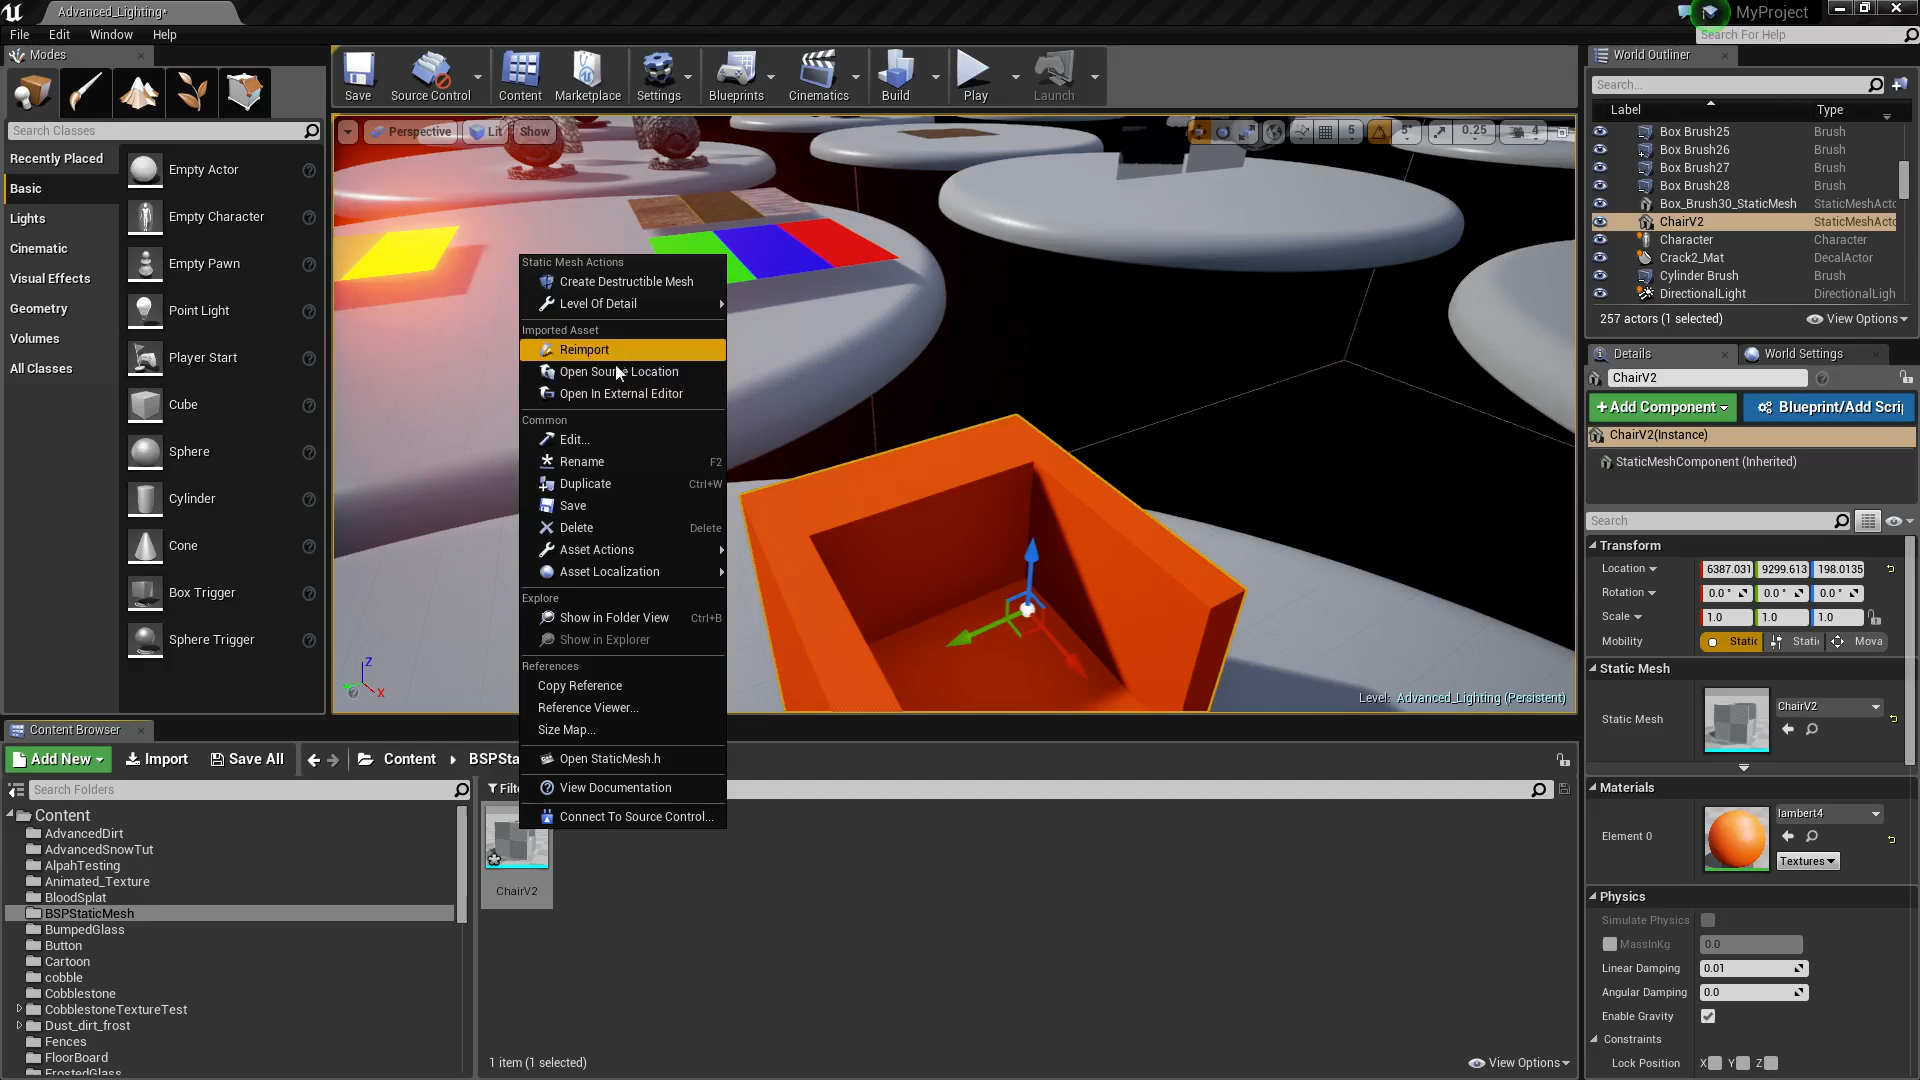 Advanced_Lighting*
MyProject
File Edit Window Help
Search For Help
Modes
Search Classes
Recently Placed
Basic
Lights
Cinematic
Visual Effects
Geometry
Volumes
All Classes
Empty Actor
Empty Character
Empty Pawn
Point Light
Player Start
Cube
Sphere
Cylinder
Cone
Box Trigger
Sphere Trigger
Save
Source Control
Content
Marketplace
Settings
Blueprints
Cinematics
Build
Play
Launch
Perspective Lit Show
5 5° 0.25 4
Static Mesh Actions
Create Destructible Mesh
Level Of Detail
Imported Asset
Reimport
Open Source Location
Open In External Editor
Common
Edit...
Rename F2
Duplicate Ctrl+W
Save
Delete Delete
Asset Actions
Asset Localization
Explore
Show in Folder View Ctrl+B
Show in Explorer
References
Copy Reference
Reference Viewer...
Size Map...
Open StaticMesh.h
View Documentation
Connect To Source Control...
Z
X
Level: Advanced_Lighting (Persistent)
World Outliner
Search...
Label Type
Box Brush25 Brush
Box Brush26 Brush
Box Brush27 Brush
Box Brush28 Brush
Box_Brush30_StaticMesh StaticMeshActo
ChairV2 StaticMeshActo
Character Character
Crack2_Mat DecalActor
Cylinder Brush Brush
DirectionalLight DirectionalLigh
257 actors (1 selected) View Options
Details World Settings
ChairV2
+Add Component Blueprint/Add Scri
ChairV2(Instance)
StaticMeshComponent (Inherited)
Search
Transform
Location 6387.031 9299.613 198.0135
Rotation 0.0 ° 0.0 ° 0.0 °
Scale 1.0 1.0 1.0
Mobility Static Stati Mova
Static Mesh
Static Mesh ChairV2
Materials
Element 0 lambert4
Textures
Physics
Simulate Physics
MassInKg 0.0
Linear Damping 0.01
Angular Damping 0.0
Enable Gravity
Constraints
Lock Position X Y Z
Content Browser
Add New Import Save All Content BSPSta
Search Folders
Filte
Content
AdvancedDirt
AdvancedSnowTut
AlpahTesting
Animated_Texture
BloodSplat
BSPStaticMesh
BumpedGlass
Button
Cartoon
cobble
Cobblestone
CobblestoneTextureTest
Dust_dirt_frost
Fences
FloorBoard
FrostedGlass
ChairV2
1 item (1 selected)
View Options